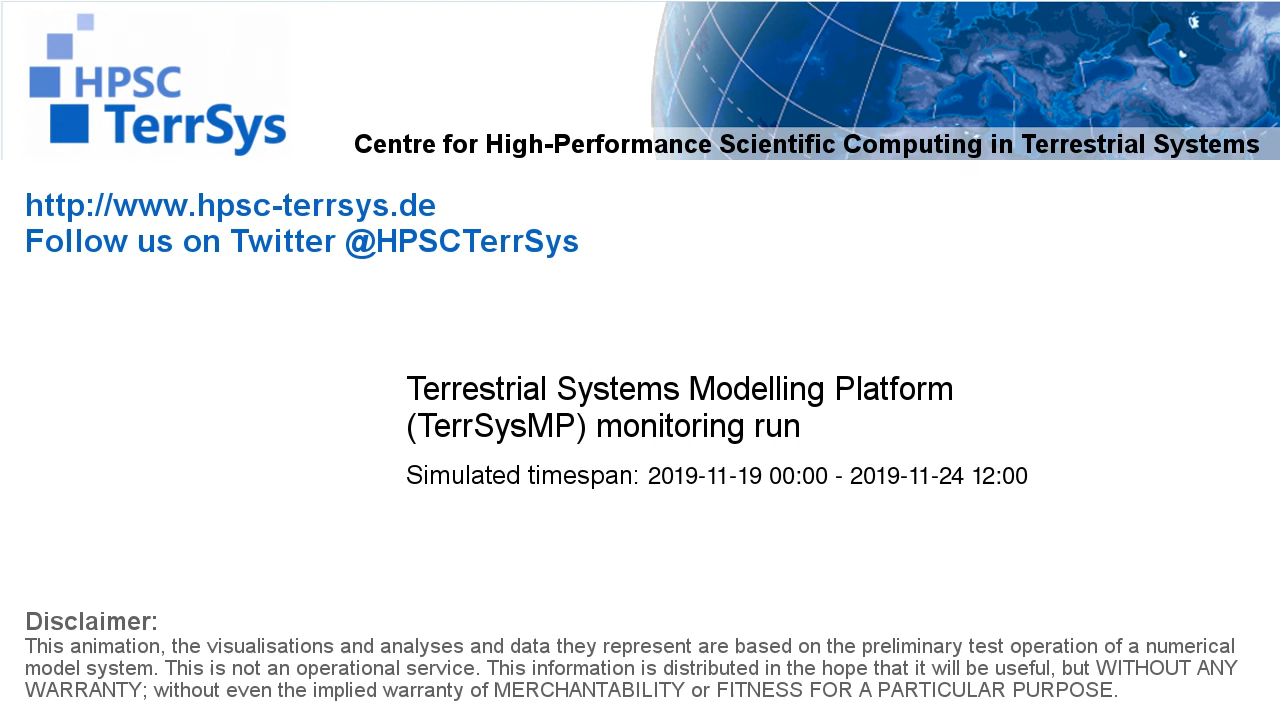 HPSC
TerrSys
Centre for High-Performance Scientific Computing in Terrestrial Systems
http://www.hpsc-terrsys.de
Follow us on Twitter @HPSCTerrSys
Terrestrial Systems Modelling Platform
(TerrSysMP) monitoring run
Simulated timespan: 2019-11-19 00:00 - 2019-11-24 12:00
Disclaimer:
This animation, the visualisations and analyses and data they represent are based on the preliminary test operation of a numerical
model system. This is not an operational service. This information is distributed in the hope that it will be useful, but WITHOUT ANY
WARRANTY; without even the implied warranty of MERCHANTABILITY or FITNESS FOR A PARTICULAR PURPOSE.